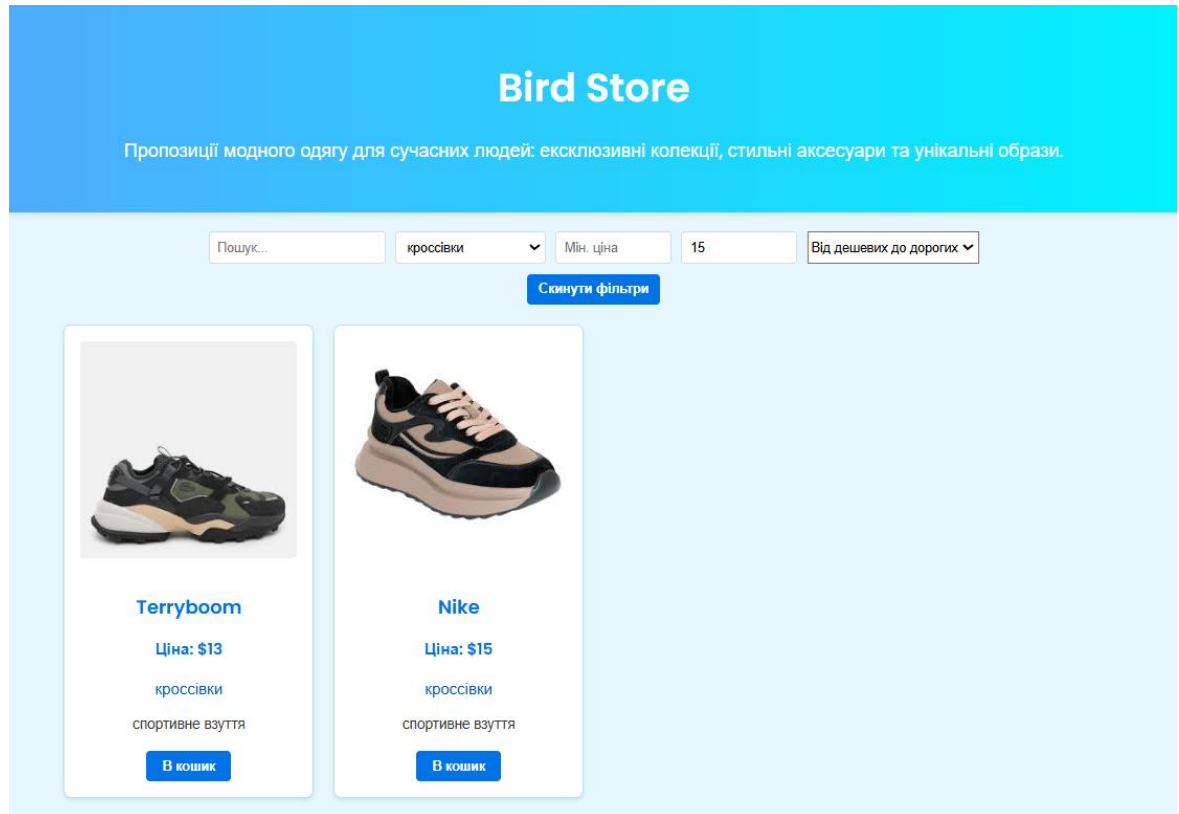 Bird Store
Пропозиції модного одягу для сучасних людей: ексклюзивні колекції, стильні аксесуари та унікальні образи.
Пошук... кроссівки Мін. ціна 15 Від дешевих до дорогих
Скинути фільтри
Terryboom
Ціна: $13
кроссівки
спортивне взуття
В кошик
Nike
Ціна: $15
кроссівки
спортивне взуття
В кошик